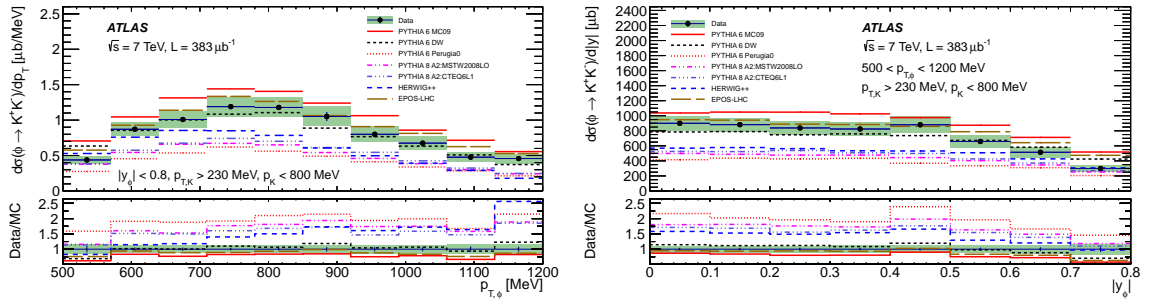 dσ(φ → K⁺K⁻)/dp_T [μb/MeV]
2.6
2.5
2
1.5
1
0.5
ATLAS
√s = 7 TeV, L = 383 μb⁻¹
Data
PYTHIA 6 MC09
PYTHIA 6 DW
PYTHIA 6 Perugia0
PYTHIA 8 A2:MSTW2008LO
PYTHIA 8 A2:CTEQ6L1
HERWIG++
EPOS-LHC
|y_φ| < 0.8, p_T,K > 230 MeV, p_K < 800 MeV
Data/MC
2.5
2
1.5
1
500 600 700 800 900 1000 1100 1200
p_T,φ [MeV]
dσ(φ → K⁺K⁻)/d|y| [μb]
2400
2200
2000
1800
1600
1400
1200
1000
800
600
400
200
0
ATLAS
√s = 7 TeV, L = 383 μb⁻¹
500 < p_T,φ < 1200 MeV
p_T,K > 230 MeV, p_K < 800 MeV
Data
PYTHIA 6 MC09
PYTHIA 6 DW
PYTHIA 6 Perugia0
PYTHIA 8 A2:MSTW2008LO
PYTHIA 8 A2:CTEQ6L1
HERWIG++
EPOS-LHC
Data/MC
2.5
2
1.5
1
0 0.1 0.2 0.3 0.4 0.5 0.6 0.7 0.8
|y_φ|